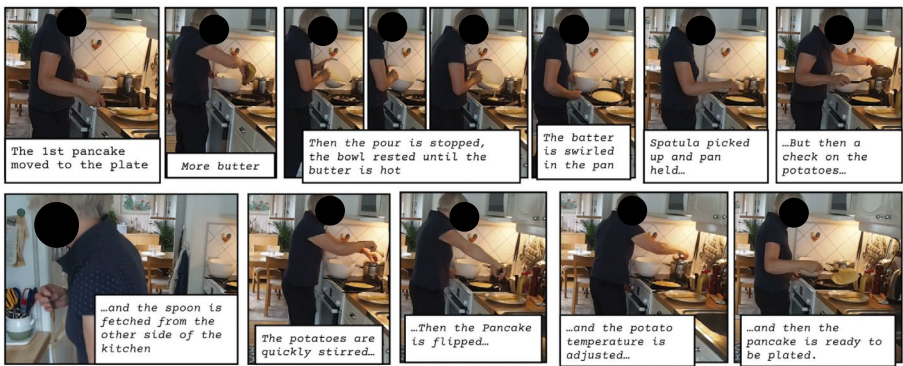 The 1st pancake
moved to the plate
More butter
Then the pour is stopped,
the bowl rested until the
butter is hot
The batter
is swirled
in the pan
Spatula picked
up and pan
held…
…But then a
check on the
potatoes…
…and the spoon is
fetched from the
other side of the
kitchen
The potatoes are
quickly stirred…
…Then the Pancake
is flipped…
…and the potato
temperature is
adjusted…
…and then the
pancake is ready to
be plated.